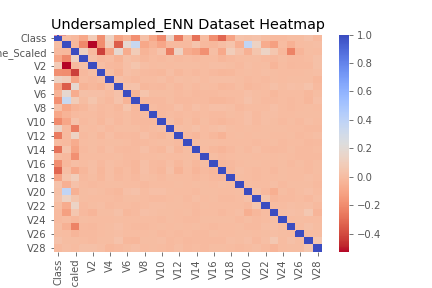 Undersampled_ENN Dataset Heatmap
Class
ne_Scaled
V2
V4
V6
V8
V10
V12
V14
V16
V18
V20
V22
V24
V26
V28
Class
caled
V2
V4
V6
V8
V10
V12
V14
V16
V18
V20
V22
V24
V26
V28
1.0
0.8
0.6
0.4
0.2
0.0
−0.2
−0.4